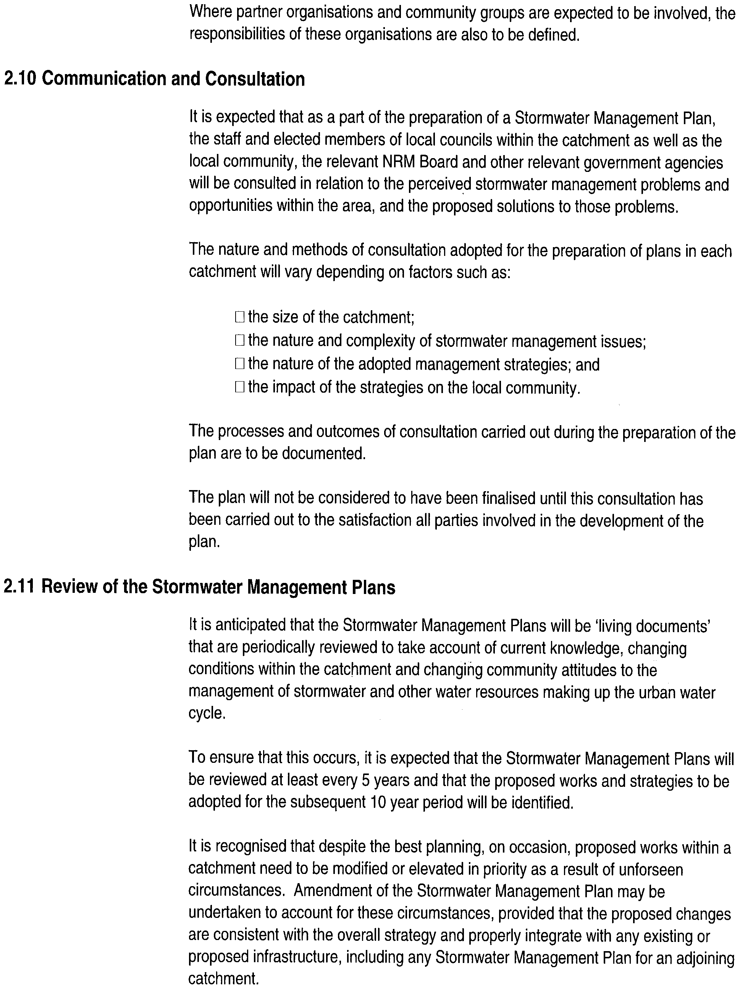 Where partner organisations and community groups are expected to be involved, the
responsibilities of these organisations are also to be defined.
2.10 Communication and Consultation
It is expected that as a part of the preparation of a Stormwater Management Plan,
the staff and elected members of local councils within the catchment as well as the
local community, the relevant NRM Board and other relevant government agencies
will be consulted in relation to the perceived stormwater management problems and
opportunities within the area, and the proposed solutions to those problems.
The nature and methods of consultation adopted for the preparation of plans in each
catchment will vary depending on factors such as:
□ the size of the catchment;
□ the nature and complexity of stormwater management issues;
□ the nature of the adopted management strategies; and
□ the impact of the strategies on the local community.
The processes and outcomes of consultation carried out during the preparation of the
plan are to be documented.
The plan will not be considered to have been finalised until this consultation has
been carried out to the satisfaction all parties involved in the development of the
plan.
2.11 Review of the Stormwater Management Plans
It is anticipated that the Stormwater Management Plans will be ‘living documents’
that are periodically reviewed to take account of current knowledge, changing
conditions within the catchment and changing community attitudes to the
management of stormwater and other water resources making up the urban water
cycle.
To ensure that this occurs, it is expected that the Stormwater Management Plans will
be reviewed at least every 5 years and that the proposed works and strategies to be
adopted for the subsequent 10 year period will be identified.
It is recognised that despite the best planning, on occasion, proposed works within a
catchment need to be modified or elevated in priority as a result of unforseen
circumstances.  Amendment of the Stormwater Management Plan may be
undertaken to account for these circumstances, provided that the proposed changes
are consistent with the overall strategy and properly integrate with any existing or
proposed infrastructure, including any Stormwater Management Plan for an adjoining
catchment.